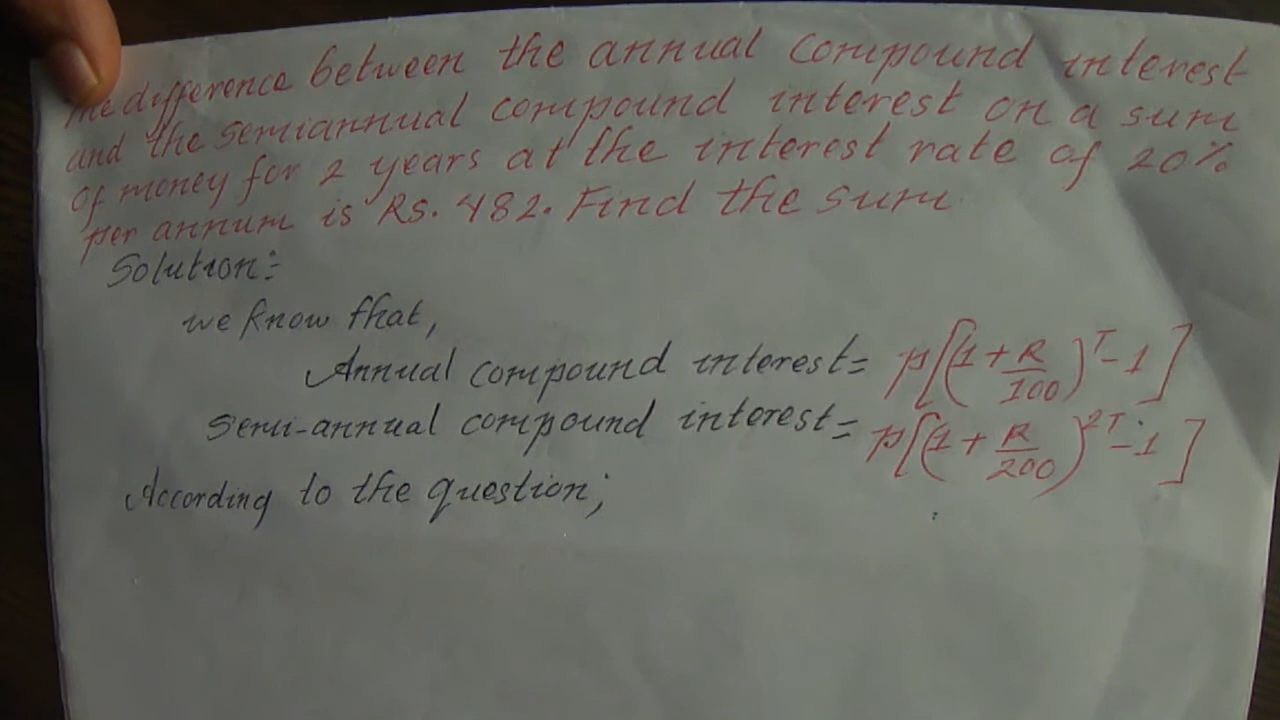 The difference between the annual compound interest
and the semiannual compound interest on a sum
of money for 2 years at the interest rate of 20%
per annum is Rs. 482. Find the sum
Solution:-
we know that,
Annual compound interest = P[(1+R/100)^T-1]
Semi-annual compound interest = P[(1+R/200)^2T-1]
According to the question;